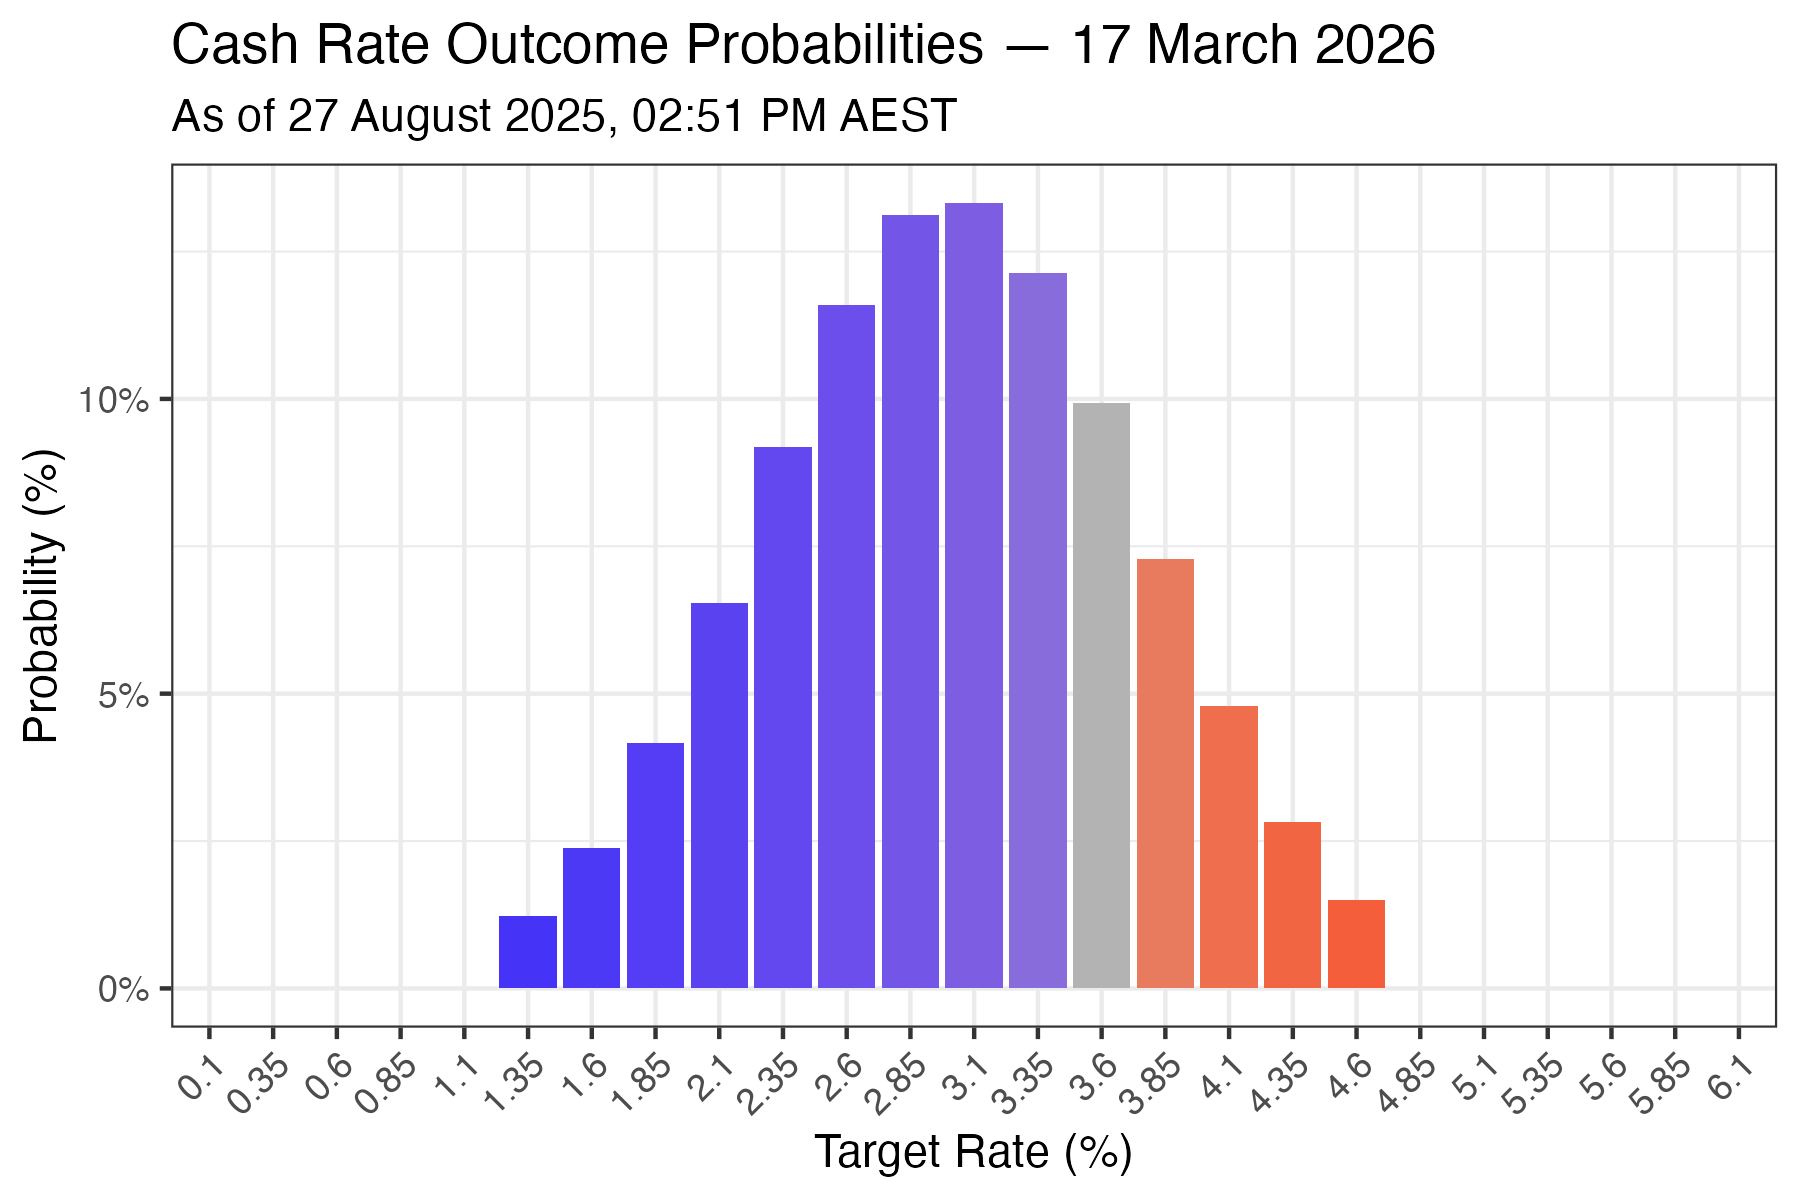 Cash Rate Outcome Probabilities — 17 March 2026
As of 27 August 2025, 02:51 PM AEST
Probability (%)
10%
5%
0%
0.1 0.35 0.6 0.85 1.1 1.35 1.6 1.85 2.1 2.35 2.6 2.85 3.1 3.35 3.6 3.85 4.1 4.35 4.6 4.85 5.1 5.35 5.6 5.85 6.1
Target Rate (%)